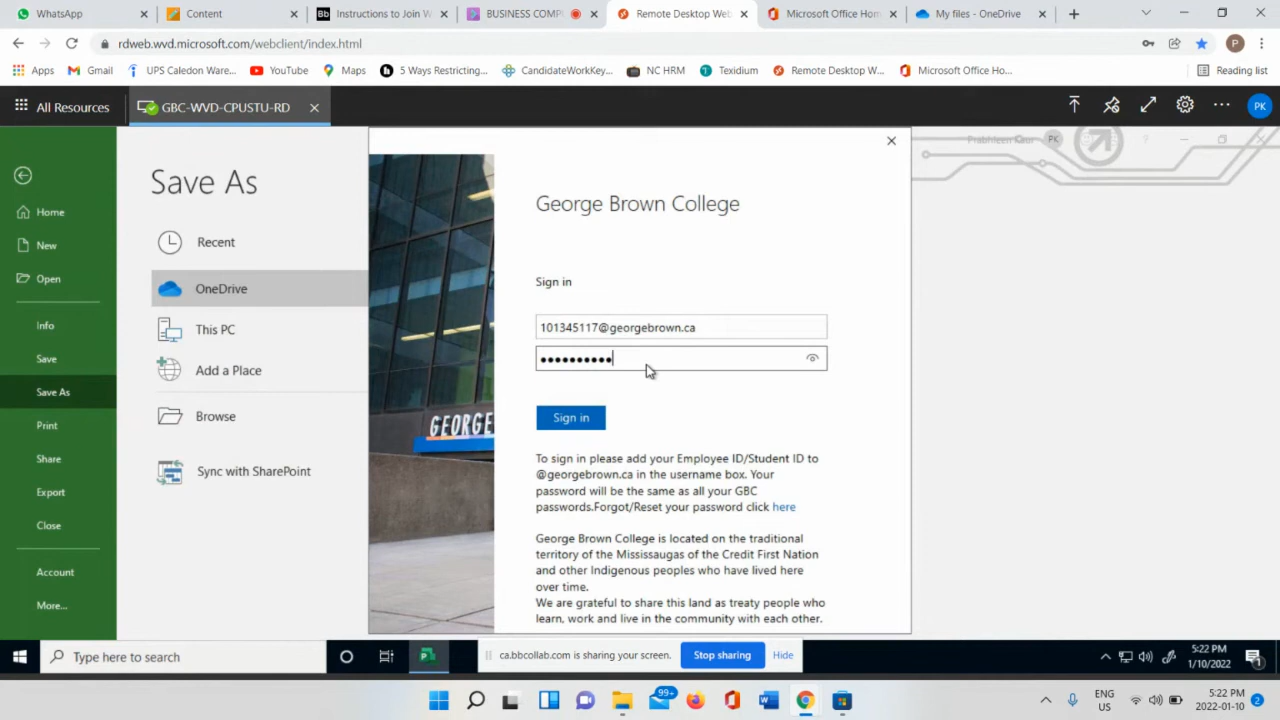 WhatsApp
Content
Bb Instructions to Join W
BUSINESS COMPU
Remote Desktop Web
Microsoft Office Hom
My files - OneDrive
rdweb.wvd.microsoft.com/webclient/index.html
P
Apps
Gmail
UPS Caledon Ware...
YouTube
Maps
5 Ways Restricting...
CandidateWorkKey...
NC HRM
Texidium
Remote Desktop W...
Microsoft Office Ho...
Reading list
All Resources
GBC-WVD-CPUSTU-RD
PK
Prabhleen Kaur
PK
Save As
Home
New
Open
Info
Save
Save As
Print
Share
Export
Close
Account
More...
Recent
OneDrive
This PC
Add a Place
Browse
Sync with SharePoint
GEORGE
George Brown College
Sign in
101345117@georgebrown.ca
Sign in
To sign in please add your Employee ID/Student ID to
@georgebrown.ca in the username box. Your
password will be the same as all your GBC
passwords.Forgot/Reset your password click here
George Brown College is located on the traditional
territory of the Mississaugas of the Credit First Nation
and other Indigenous peoples who have lived here
over time.
We are grateful to share this land as treaty people who
learn, work and live in the community with each other.
Type here to search
ca.bbcollab.com is sharing your screen.
Stop sharing
Hide
5:22 PM
1/10/2022
1
99+
ENG
US
5:22 PM
2022-01-10
2